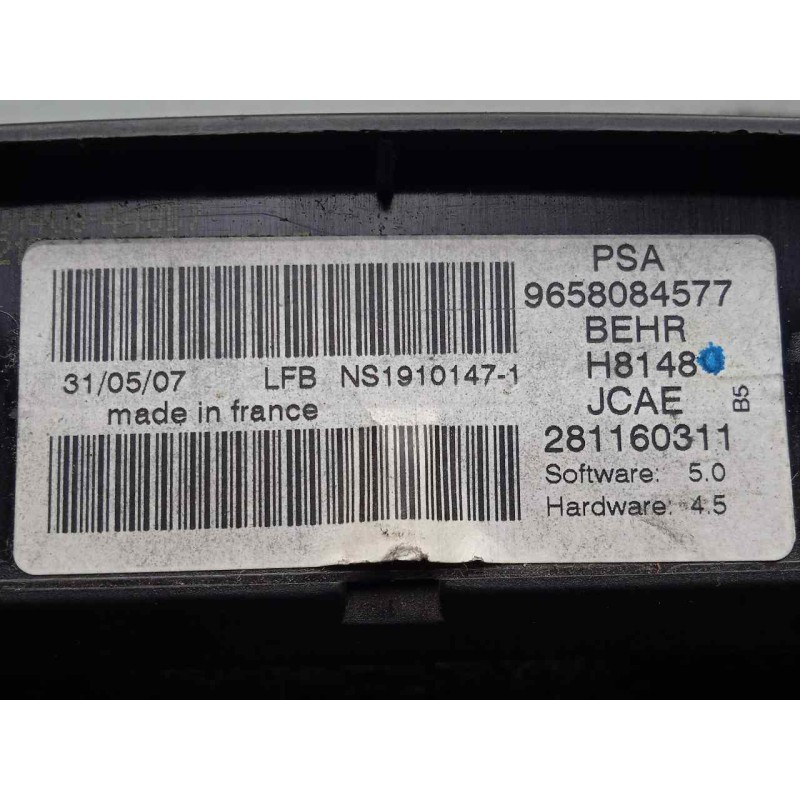 PSA
9658084577
BEHR
H8148
JCAE
281160311
Software: 5.0
Hardware: 4.5
B5
31/05/07 LFB NS1910147-1
made in france